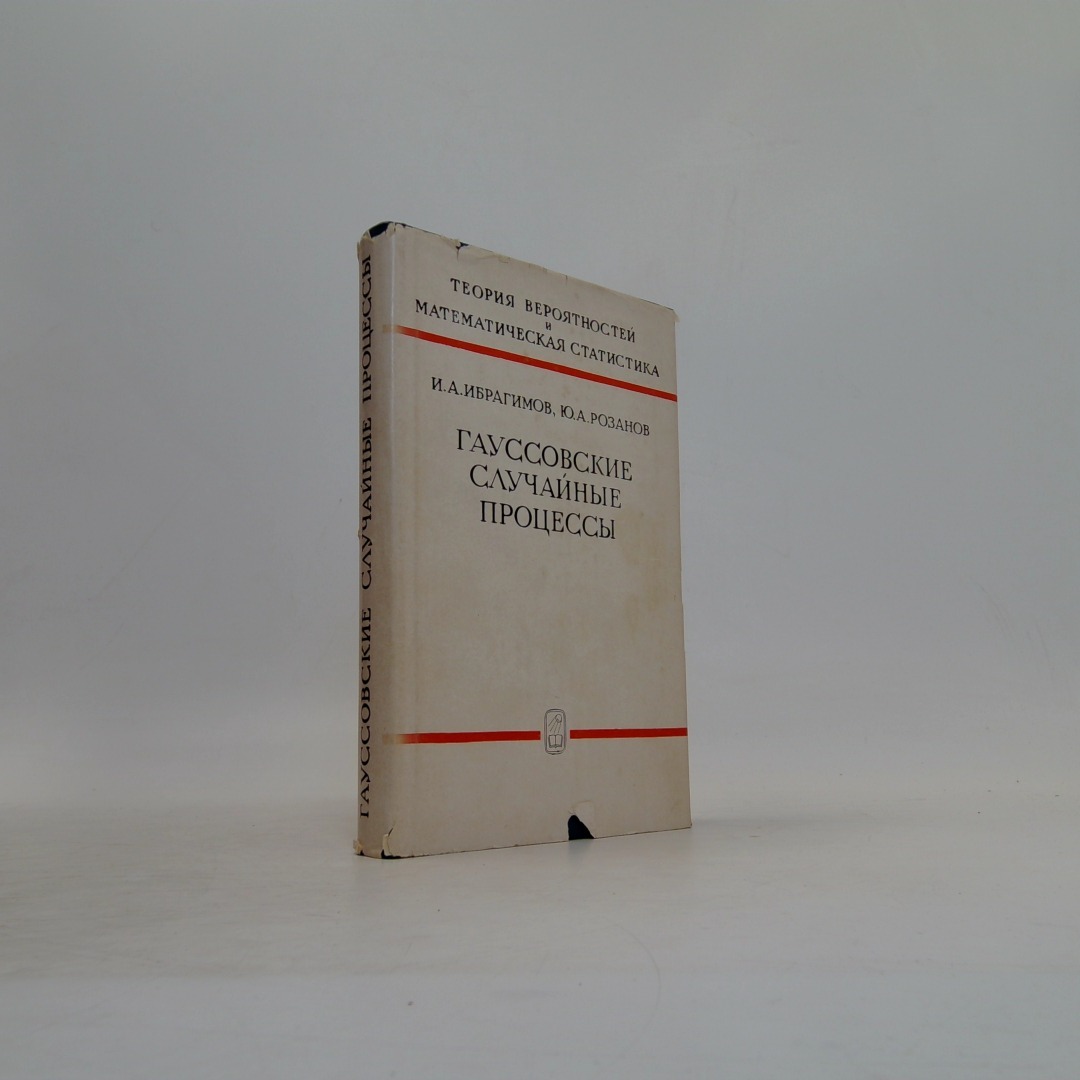 ТЕОРИЯ ВЕРОЯТНОСТЕЙ
и
МАТЕМАТИЧЕСКАЯ СТАТИСТИКА
И.А.ИБРАГИМОВ, Ю.А.РОЗАНОВ
ГАУССОВСКИЕ
СЛУЧАЙНЫЕ
ПРОЦЕССЫ
ГАУССОВСКИЕ СЛУЧАЙНЫЕ ПРОЦЕССЫ